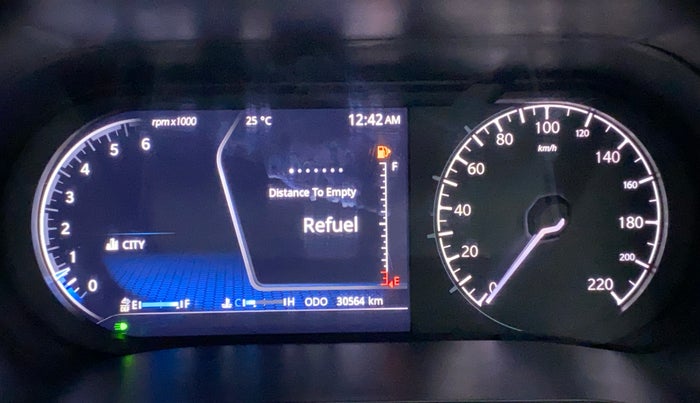 rpm x1000
25 °C
12:42 AM
6
5
4
3
2
1
0
F
.......
Distance To Empty
Refuel
E
CITY
E F
C H
ODO 30564 km
0
20
40
60
80
100
120
140
160
180
200
220
km/h